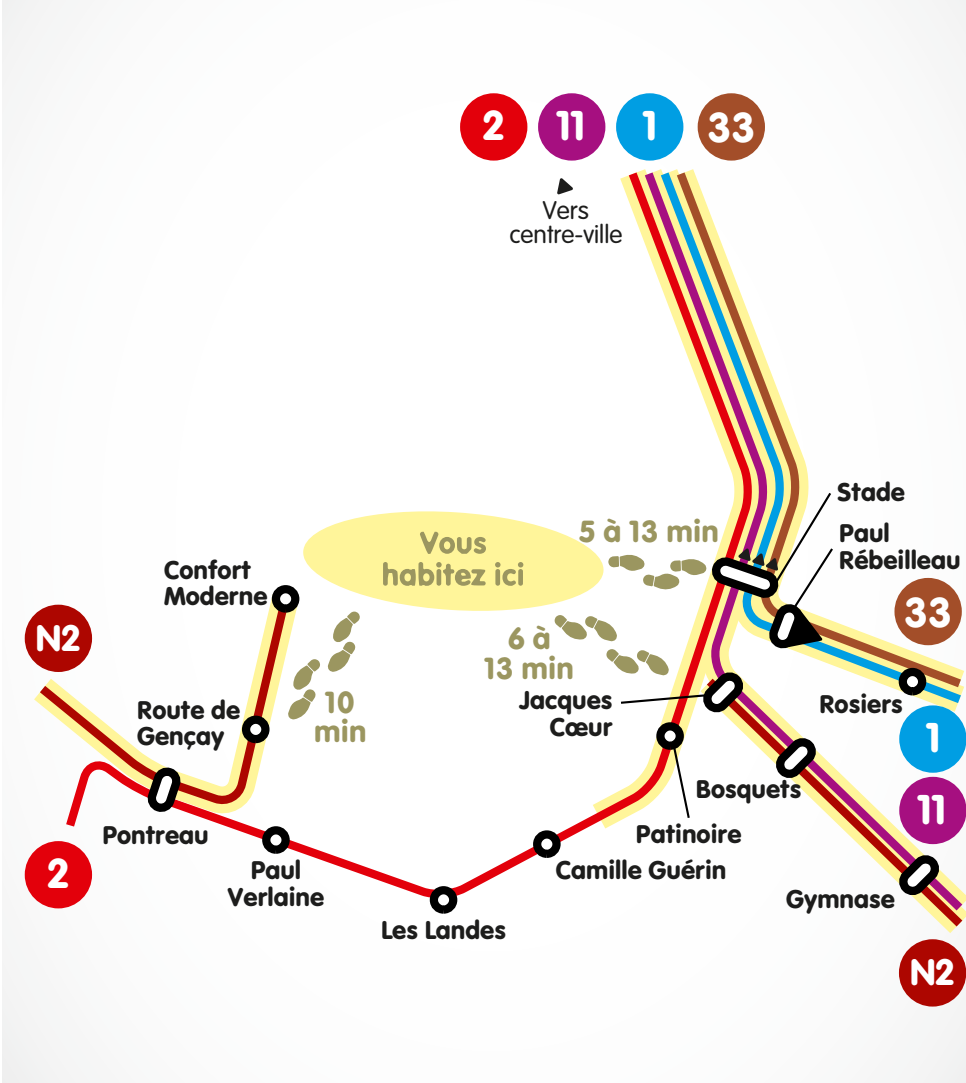 2 11 1 33
Vers
centre-ville
Stade
Paul
Rébeilleau
5 à 13 min
Vous
habitez ici
Confort
Moderne
33
N2
6 à
13 min
Jacques
Cœur
Rosiers
Route de
Gençay
10
min
1
Bosquets
11
Pontreau
Patinoire
2
Paul
Verlaine
Camille Guérin
Gymnase
Les Landes
N2